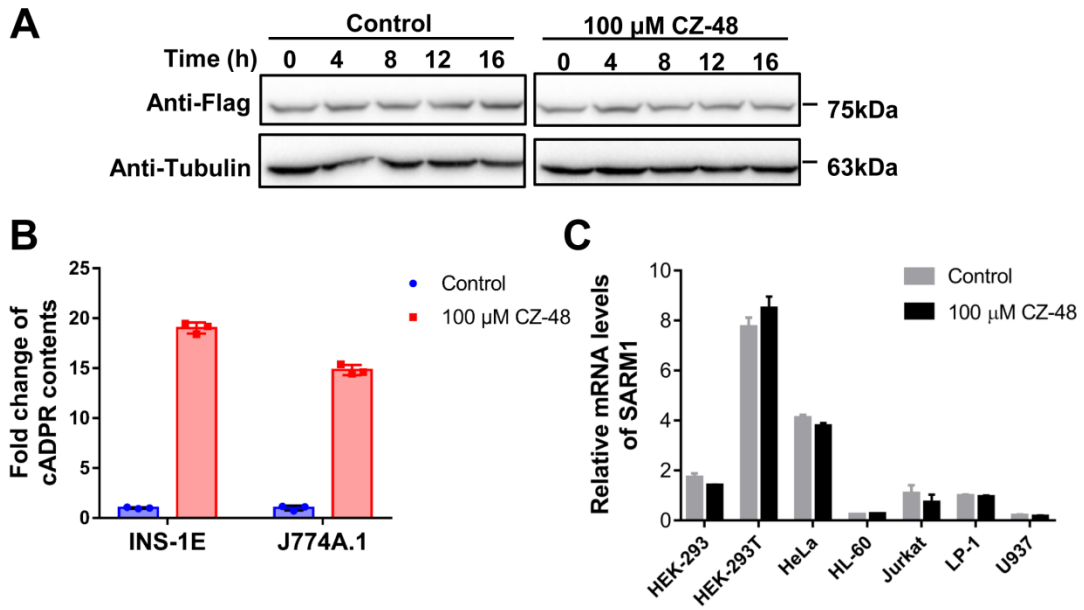 A
Control
100 µM CZ-48
Time (h) 0 4 8 12 16 0 4 8 12 16
Anti-Flag
75kDa
Anti-Tubulin
63kDa
B
Fold change of
cADPR contents
25
20
15
10
5
0
INS-1E J774A.1
Control
100 µM CZ-48
C
Relative mRNA levels
of SARM1
10
8
6
4
2
0
HEK-293 HEK-293T HeLa HL-60 Jurkat LP-1 U937
Control
100 µM CZ-48